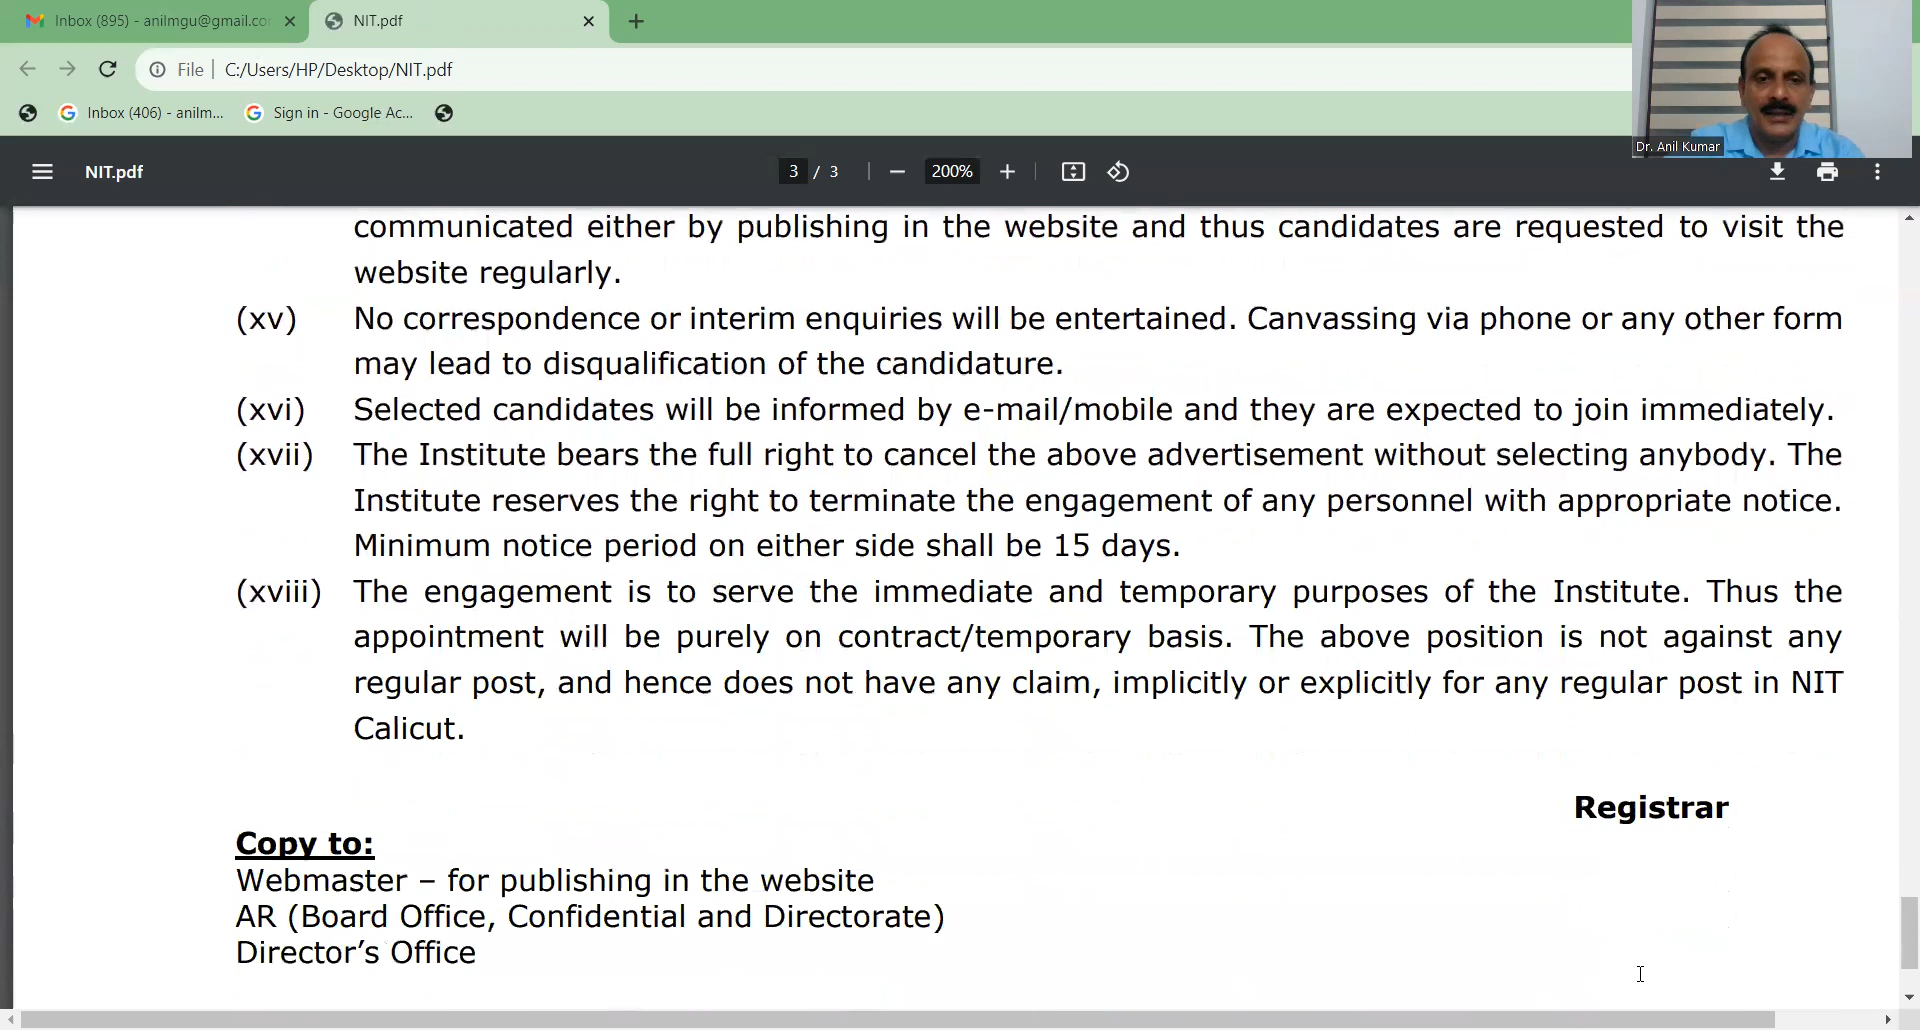 Inbox (895) - anilmgu@gmail.co
NIT.pdf
File
C:/Users/HP/Desktop/NIT.pdf
Inbox (406) - anilm...
Sign in - Google Ac...
Dr. Anil Kumar
NIT.pdf
3 / 3
200%
communicated either by publishing in the website and thus candidates are requested to visit the
website regularly.
(xv) No correspondence or interim enquiries will be entertained. Canvassing via phone or any other form
may lead to disqualification of the candidature.
(xvi) Selected candidates will be informed by e-mail/mobile and they are expected to join immediately.
(xvii) The Institute bears the full right to cancel the above advertisement without selecting anybody. The
Institute reserves the right to terminate the engagement of any personnel with appropriate notice.
Minimum notice period on either side shall be 15 days.
(xviii) The engagement is to serve the immediate and temporary purposes of the Institute. Thus the
appointment will be purely on contract/temporary basis. The above position is not against any
regular post, and hence does not have any claim, implicitly or explicitly for any regular post in NIT
Calicut.
Registrar
Copy to:
Webmaster – for publishing in the website
AR (Board Office, Confidential and Directorate)
Director’s Office